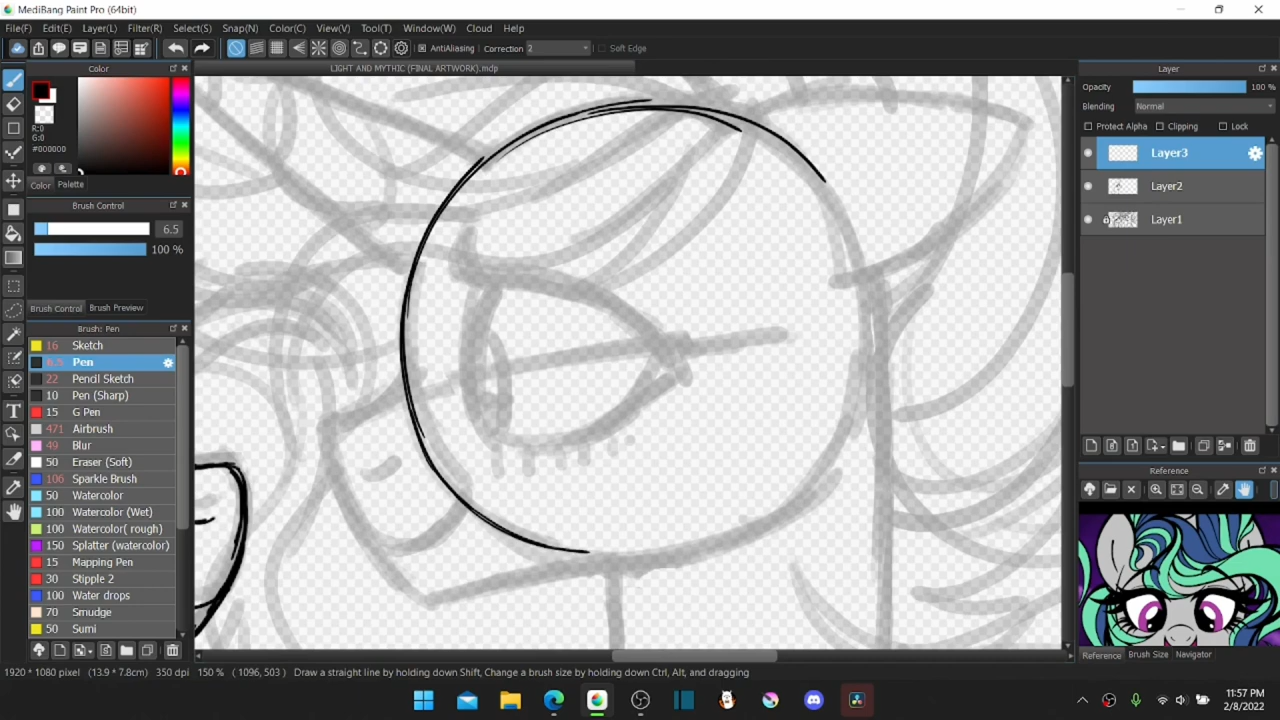 MediBang Paint Pro (64bit)
File(F) Edit(E) Layer(L) Filter(R) Select(S) Snap(N) Color(C) View(V) Tool(T) Window(W) Cloud Help
AntiAliasing Correction 2 Soft Edge
Color
LIGHT AND MYTHIC (FINAL ARTWORK).mdp
Layer
Opacity 100 %
Blending Normal
R:0
G:0
#000000
Protect Alpha Clipping Lock
Layer3
Color Palette
Layer2
Brush Control
Layer1
6.5
100 %
Brush Control Brush Preview
Brush: Pen
16 Sketch
6.5 Pen
22 Pencil Sketch
10 Pen (Sharp)
15 G Pen
471 Airbrush
49 Blur
50 Eraser (Soft)
106 Sparkle Brush
50 Watercolor
100 Watercolor (Wet)
100 Watercolor( rough)
150 Splatter (watercolor)
15 Mapping Pen
30 Stipple 2
100 Water drops
70 Smudge
50 Sumi
Reference
Reference Brush Size Navigator
1920 * 1080 pixel (13.9 * 7.8cm) 350 dpi 150 % ( 1096, 503 ) Draw a straight line by holding down Shift, Change a brush size by holding down Ctrl, Alt, and dragging
11:57 PM
2/8/2022